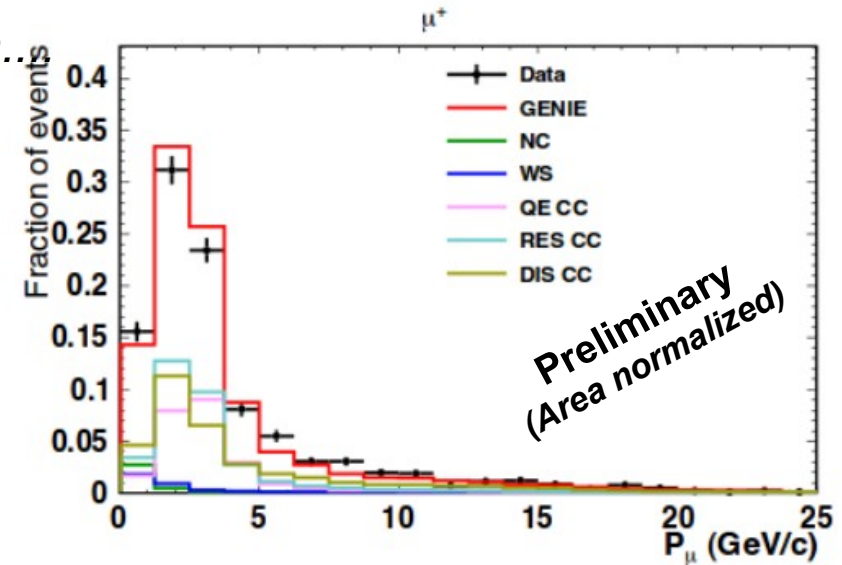 μ⁺
Fraction of events
0.4
0.35
0.3
0.25
0.2
0.15
0.1
0.05
0
Data
GENIE
NC
WS
QE CC
RES CC
DIS CC
Preliminary
(Area normalized)
0 5 10 15 20 25
Pμ (GeV/c)